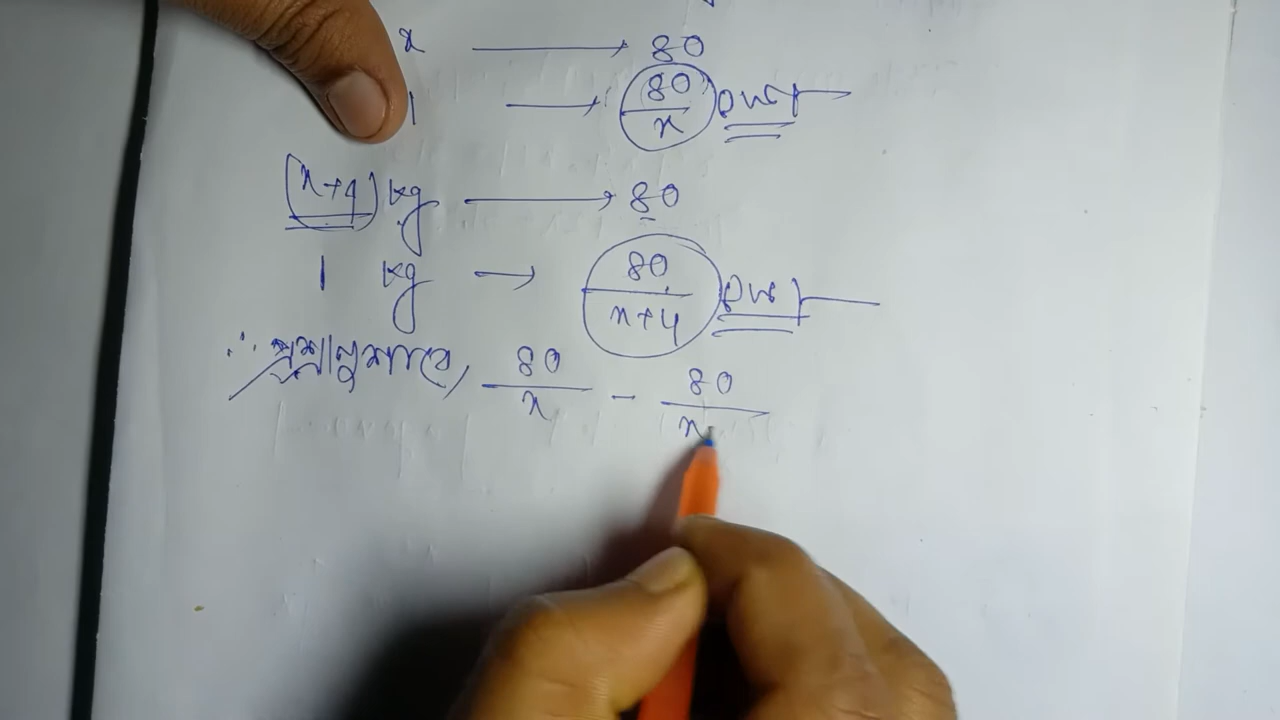 x ⟶ 80
1 ⟶ 80/x টাকা
(x+4) kg ⟶ 80
1 kg → 80/x+4 টাকা
∴ প্রশ্নানুসারে, 80/x - 80/x